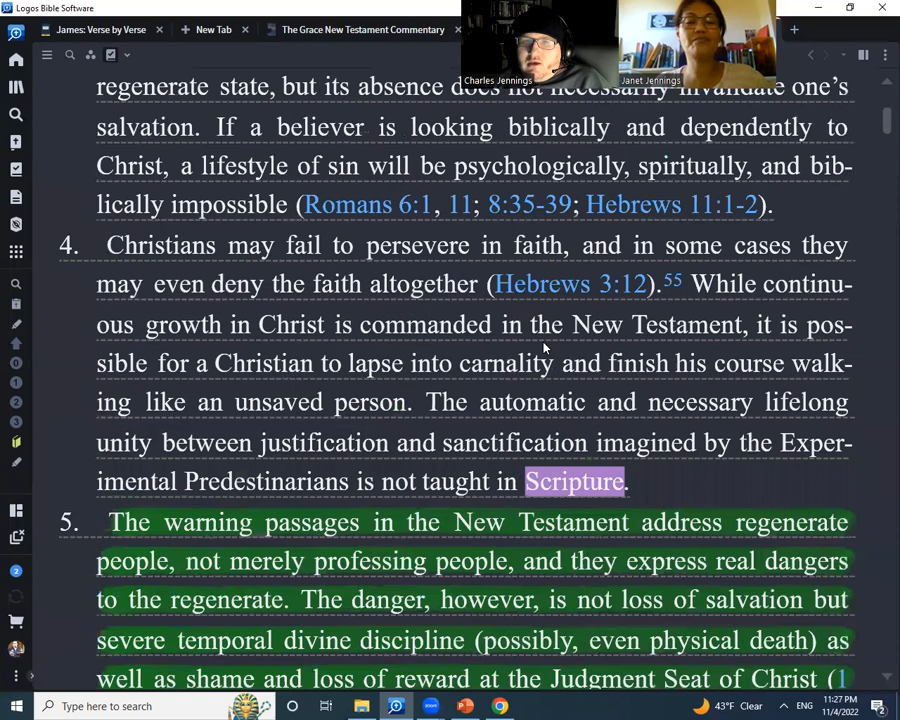 Logos Bible Software
James: Verse by Verse
New Tab
The Grace New Testament Commentary
Charles Jennings
Janet Jennings
regenerate state, but its absence does not necessarily invalidate one's
salvation. If a believer is looking biblically and dependently to
Christ, a lifestyle of sin will be psychologically, spiritually, and bib-
lically impossible (Romans 6:1, 11; 8:35-39; Hebrews 11:1-2).
4. Christians may fail to persevere in faith, and in some cases they
may even deny the faith altogether (Hebrews 3:12).55 While continu-
ous growth in Christ is commanded in the New Testament, it is pos-
sible for a Christian to lapse into carnality and finish his course walk-
ing like an unsaved person. The automatic and necessary lifelong
unity between justification and sanctification imagined by the Exper-
imental Predestinarians is not taught in Scripture.
5. The warning passages in the New Testament address regenerate
people, not merely professing people, and they express real dangers
to the regenerate. The danger, however, is not loss of salvation but
severe temporal divine discipline (possibly, even physical death) as
well as shame and loss of reward at the Judgment Seat of Christ (1
0
1
2
3
2
Type here to search
43°F Clear
ENG
11:27 PM
11/4/2022
2